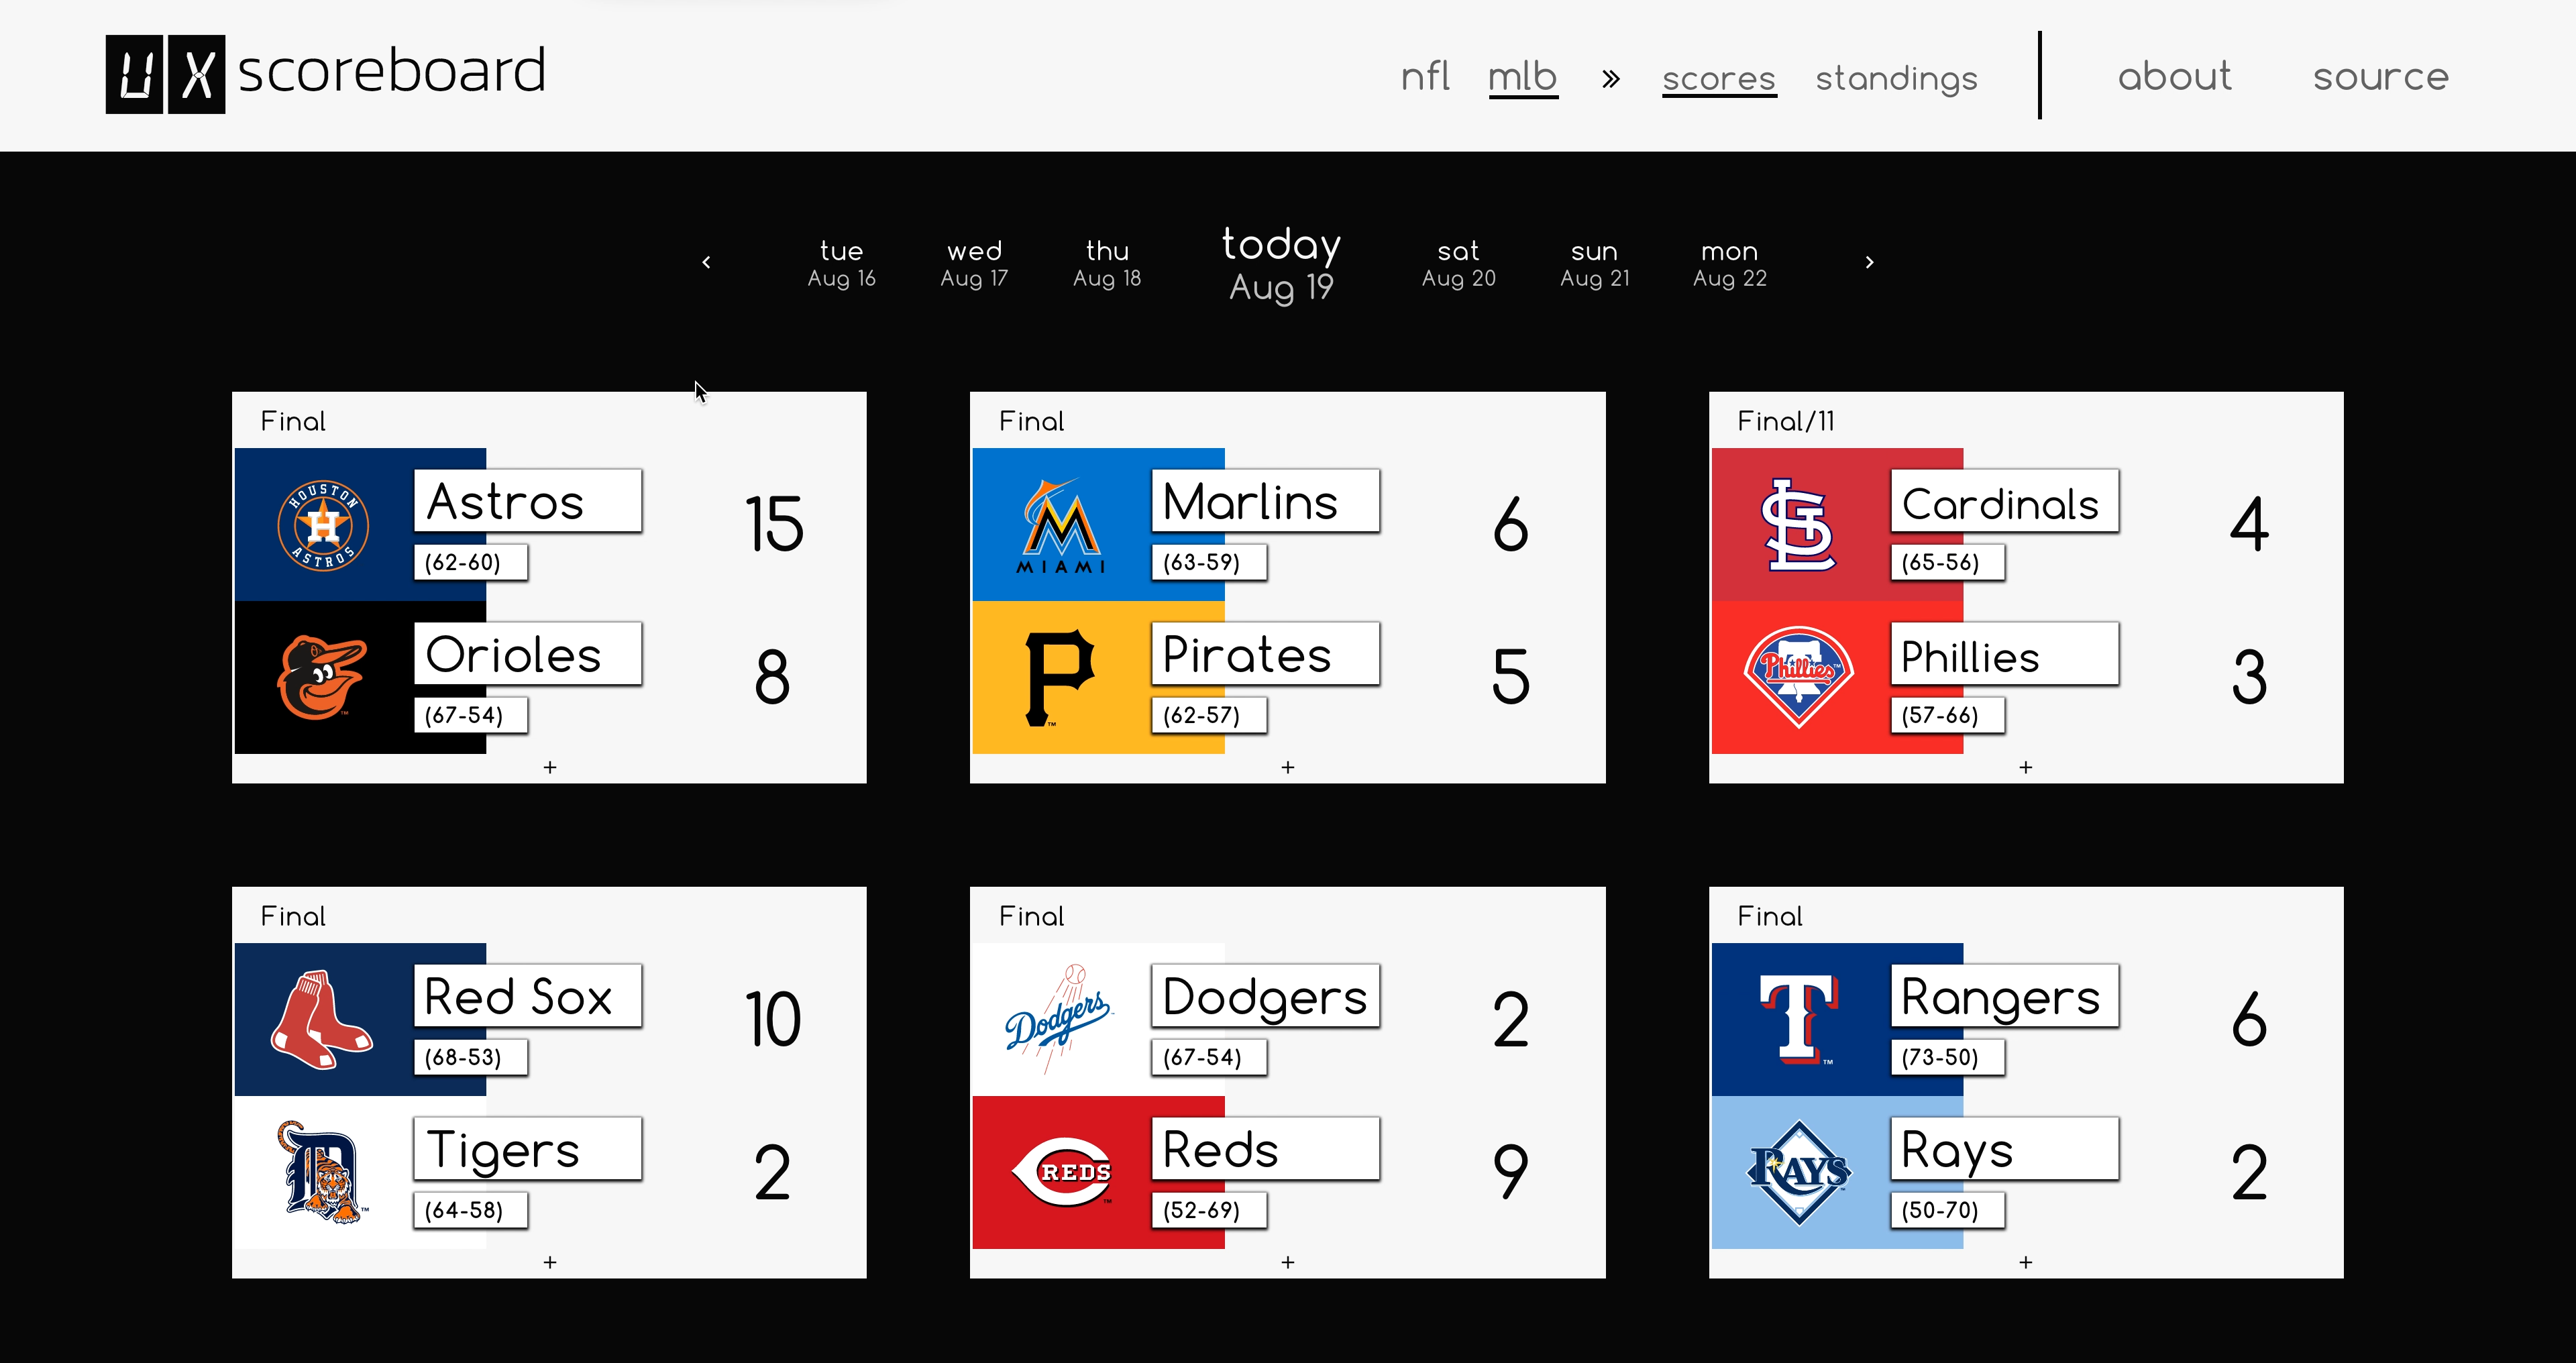 UX scoreboard
nfl mlb » scores standings about source
‹ tue wed thu today sat sun mon ›
Aug 16 Aug 17 Aug 18 Aug 19 Aug 20 Aug 21 Aug 22
Final
HOUSTON ASTROS
Astros 15
(62-60)
Orioles 8
(67-54)
+
Final
MIAMI
Marlins 6
(63-59)
P
Pirates 5
(62-57)
+
Final/11
STL
Cardinals 4
(65-56)
Phillies
Phillies 3
(57-66)
+
Final
Red Sox 10
(68-53)
D
Tigers 2
(64-58)
+
Final
Dodgers
Dodgers 2
(67-54)
REDS
Reds 9
(52-69)
+
Final
T
Rangers 6
(73-50)
RAYS
Rays 2
(50-70)
+